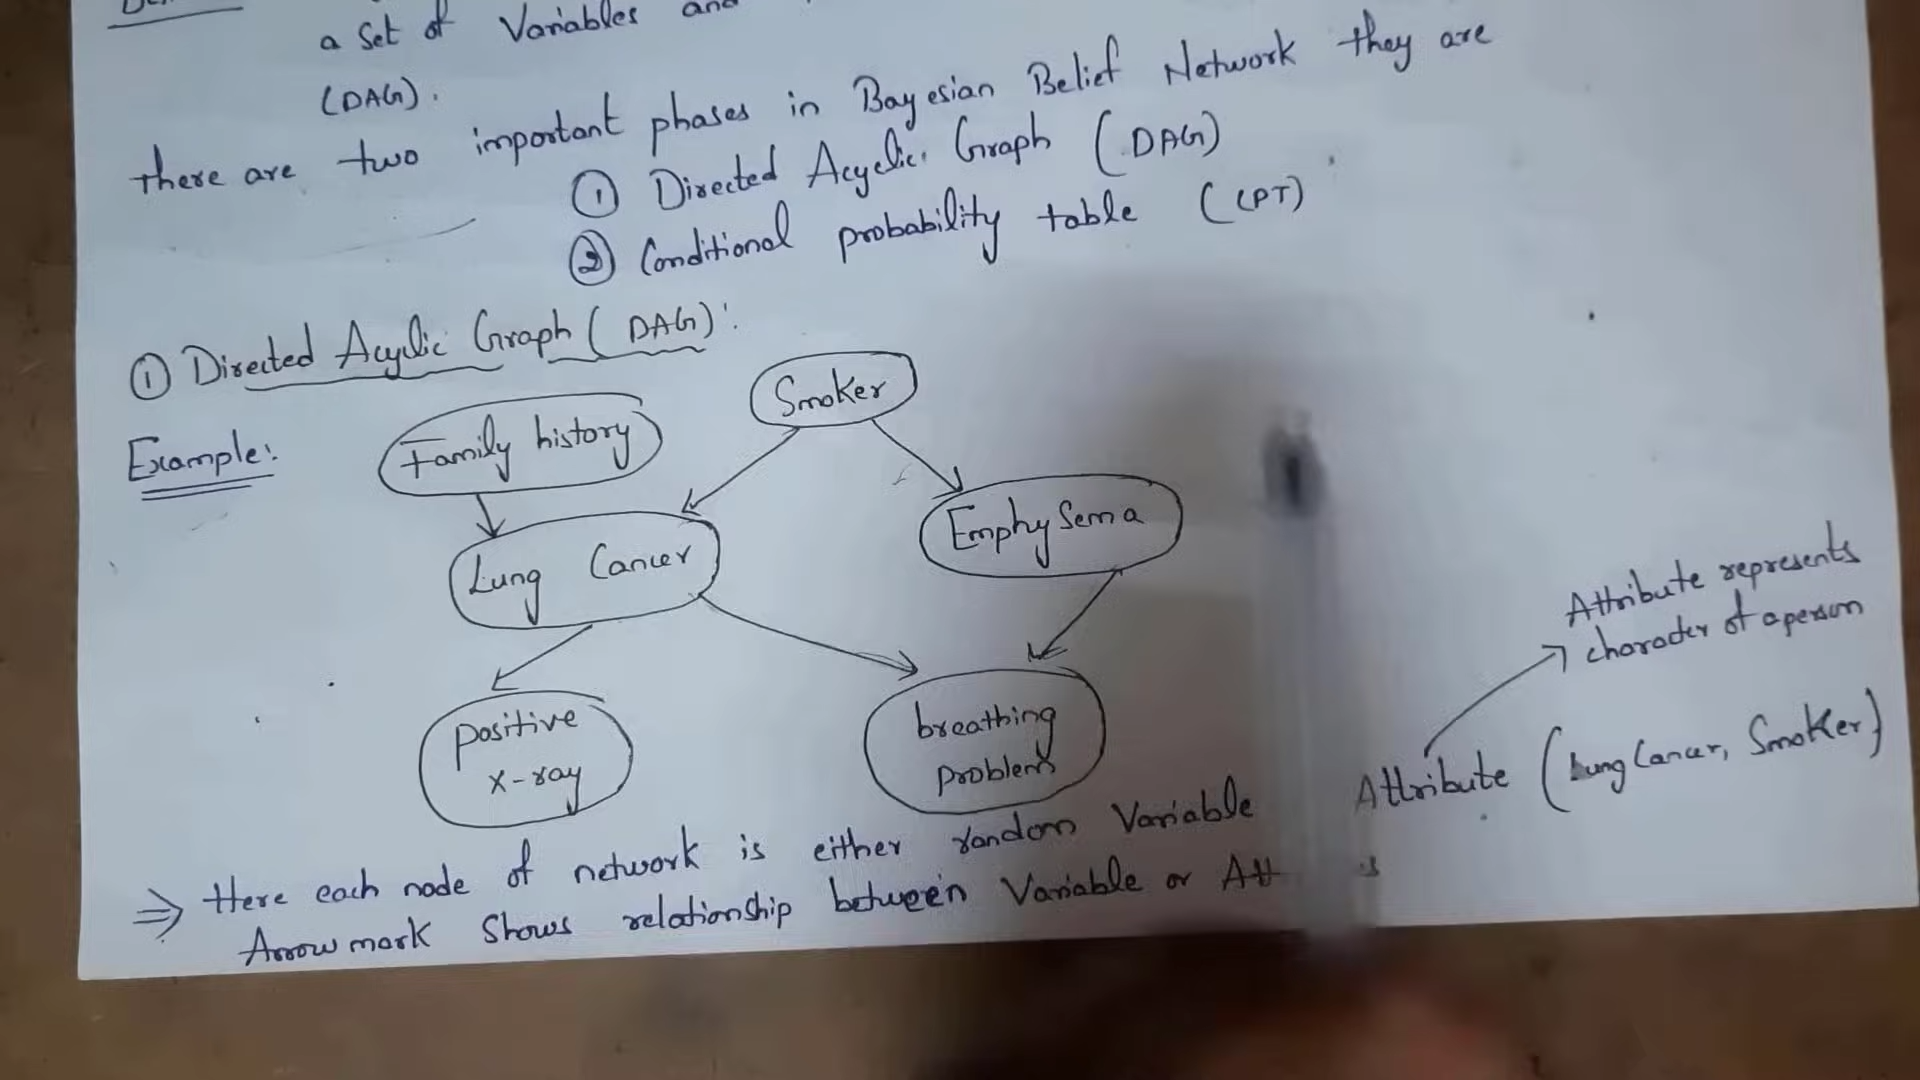 a Set of Variables and
(DAG).
there are two important phases in Bayesian Belief Network they are
① Directed Acyclic Graph (DAG)
② Conditional probability table (CPT)
① Directed Acyclic Graph (DAG):
Example:
Family history
Smoker
Lung Cancer
Emphysema
positive
x-ray
breathing
problem
Attribute represents
character of a person
⇒ Here each node of network is either random Variable Attribute (Lung Cancer, Smoker)
Arrow mark Shows relationship between Variable or